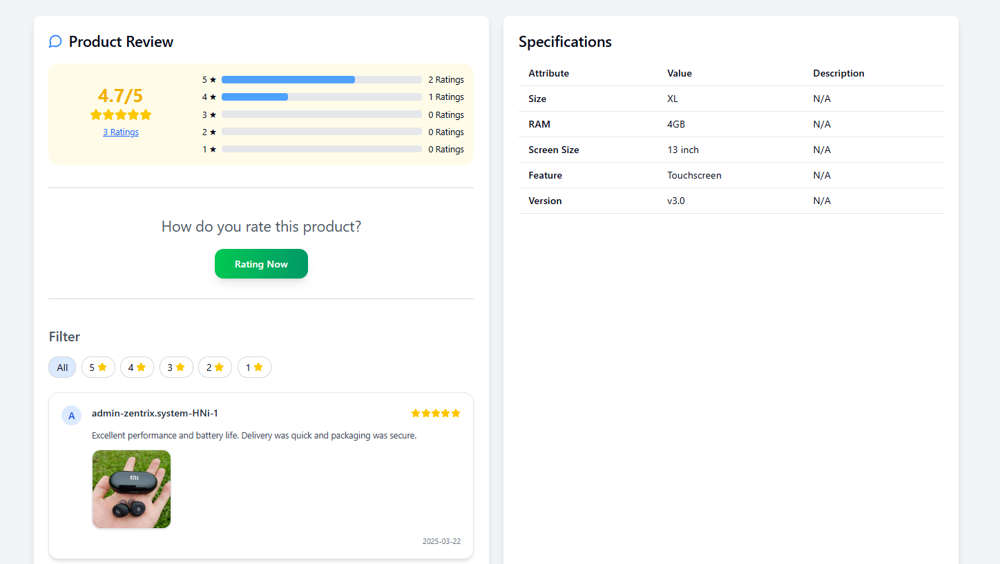 Product Review
4.7/5
3 Ratings
5 ★ 2 Ratings
4 ★ 1 Ratings
3 ★ 0 Ratings
2 ★ 0 Ratings
1 ★ 0 Ratings
How do you rate this product?
Rating Now
Filter
All 5 4 3 2 1
A admin-zentrix.system-HNi-1
Excellent performance and battery life. Delivery was quick and packaging was secure.
mi
2025-03-22
Specifications
Attribute Value Description
Size XL N/A
RAM 4GB N/A
Screen Size 13 inch N/A
Feature Touchscreen N/A
Version v3.0 N/A